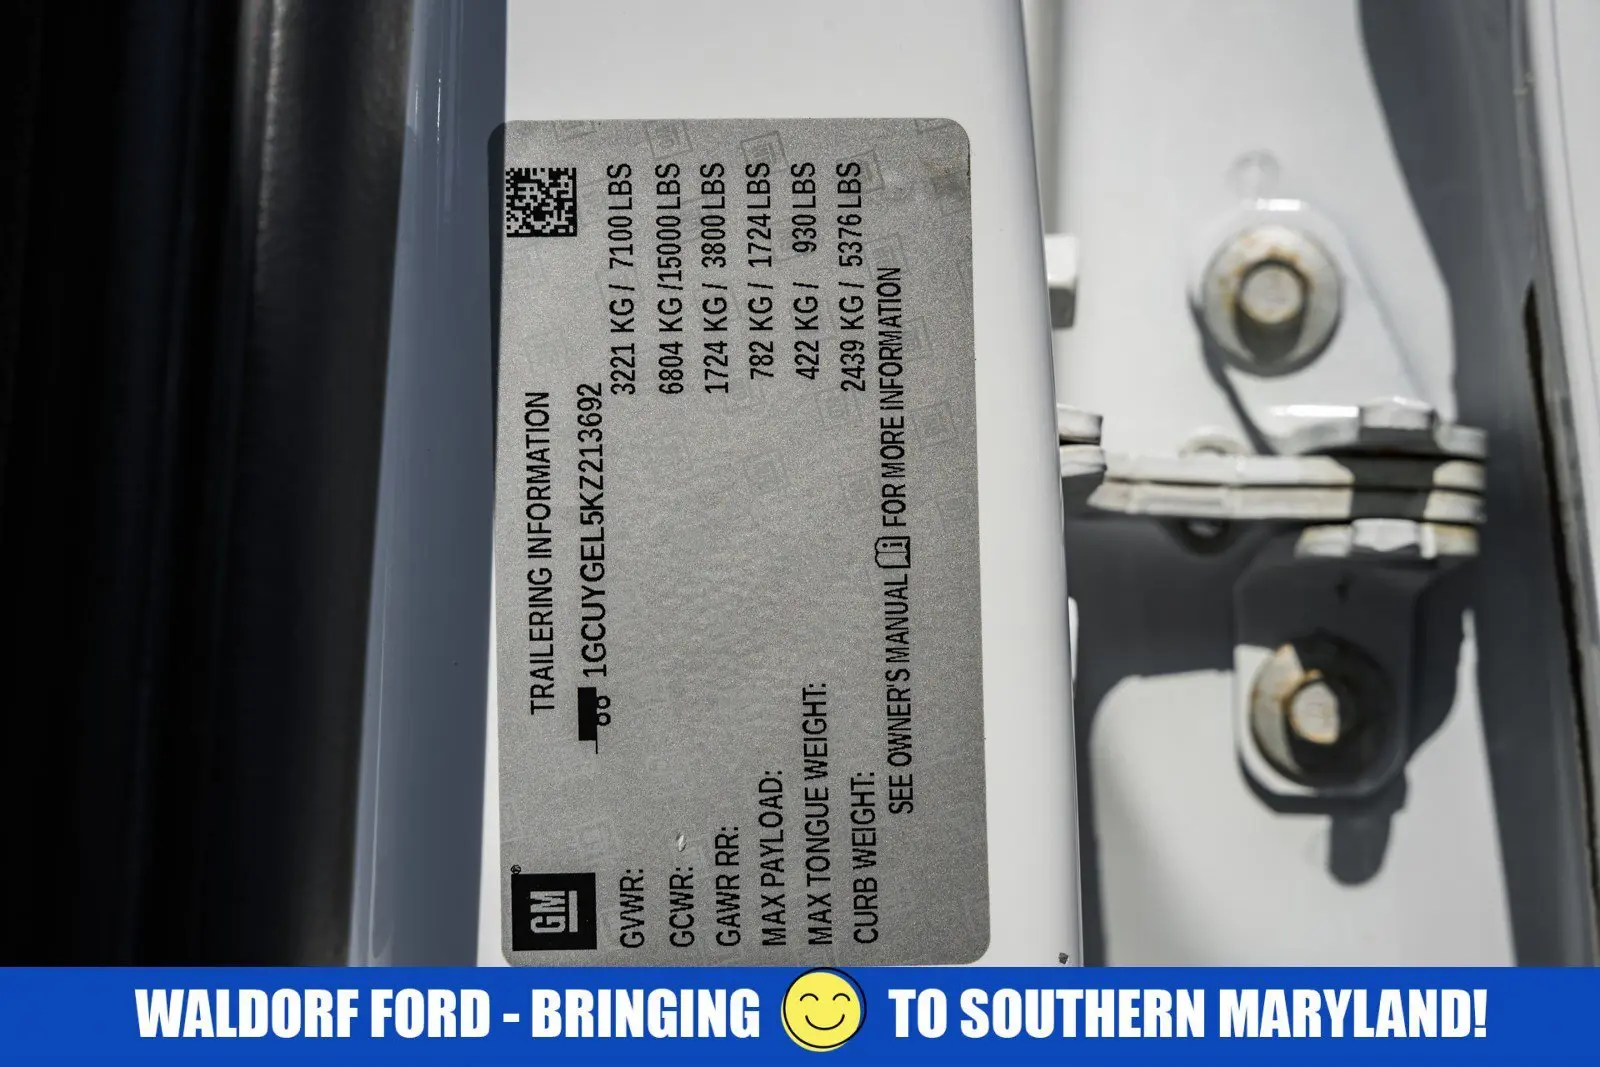 GM
TRAILERING INFORMATION
1GCUYGEL5KZ213692
GVWR: 3221 KG / 7100 LBS
GCWR: 6804 KG /15000 LBS
GAWR RR: 1724 KG / 3800 LBS
MAX PAYLOAD: 782 KG / 1724 LBS
MAX TONGUE WEIGHT: 422 KG / 930 LBS
CURB WEIGHT: 2439 KG / 5376 LBS
SEE OWNER'S MANUAL FOR MORE INFORMATION
WALDORF FORD - BRINGING TO SOUTHERN MARYLAND!